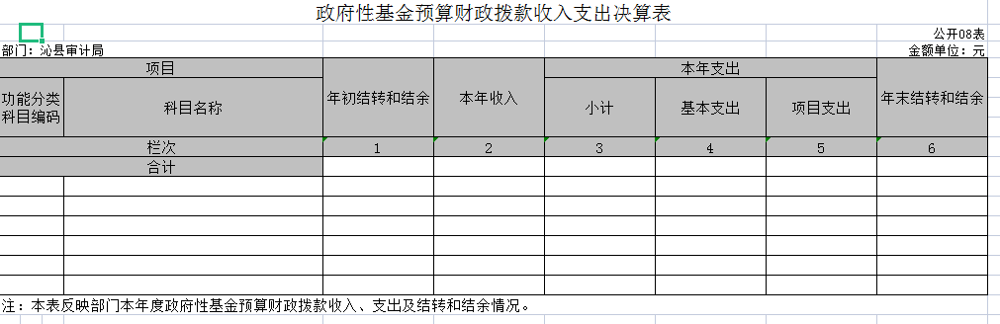 政府性基金预算财政拨款收入支出决算表
公开08表
部门：沁县审计局
金额单位：元
项目
年初结转和结余
本年收入
本年支出
年末结转和结余
功能分类
科目编码
科目名称
小计
基本支出
项目支出
栏次
1
2
3
4
5
6
合计
注：本表反映部门本年度政府性基金预算财政拨款收入、支出及结转和结余情况。